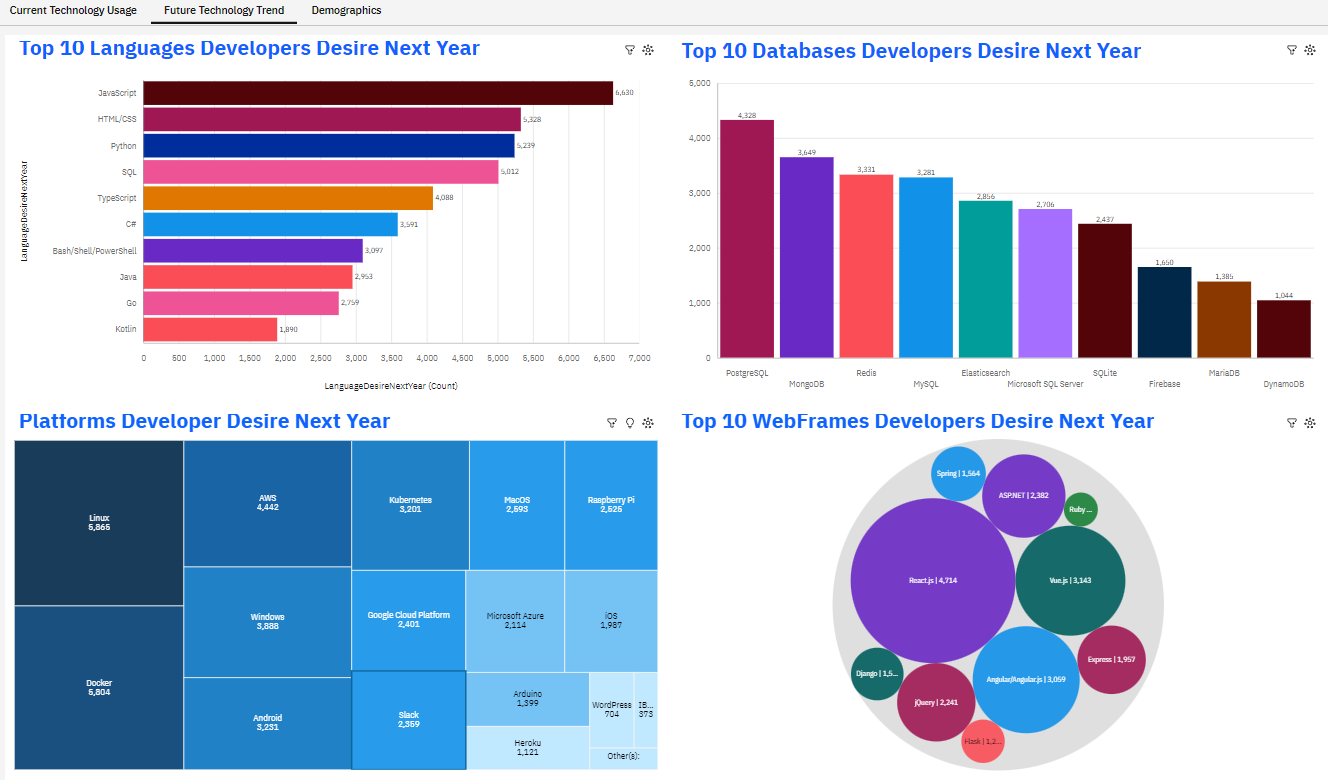 Current Technology Usage
Future Technology Trend
Demographics
Top 10 Languages Developers Desire Next Year
LanguageDesireNextYear
JavaScript
6,630
HTML/CSS
5,328
Python
5,239
SQL
5,012
TypeScript
4,088
C#
3,591
Bash/Shell/PowerShell
3,097
Java
2,953
Go
2,759
Kotlin
1,890
0 500 1,000 1,500 2,000 2,500 3,000 3,500 4,000 4,500 5,000 5,500 6,000 6,500 7,000
LanguageDesireNextYear (Count)
Top 10 Databases Developers Desire Next Year
5,000
4,000
3,000
2,000
1,000
0
4,328
3,649
3,331
3,281
2,856
2,706
2,437
1,650
1,385
1,044
PostgreSQL
MongoDB
Redis
MySQL
Elasticsearch
Microsoft SQL Server
SQLite
Firebase
MariaDB
DynamoDB
Platforms Developer Desire Next Year
Linux
5,865
Docker
5,804
AWS
4,442
Windows
3,888
Android
3,231
Kubernetes
3,201
MacOS
2,593
Raspberry Pi
2,525
Google Cloud Platform
2,401
Slack
2,359
Microsoft Azure
2,114
iOS
1,987
Arduino
1,399
Heroku
1,121
WordPress
704
IB...
373
Other(s):
Top 10 WebFrames Developers Desire Next Year
Spring | 1,564
ASP.NET | 2,382
Ruby ...
React.js | 4,714
Vue.js | 3,143
Django | 1,5...
jQuery | 2,241
Angular/Angular.js | 3,059
Express | 1,957
Flask | 1,2...